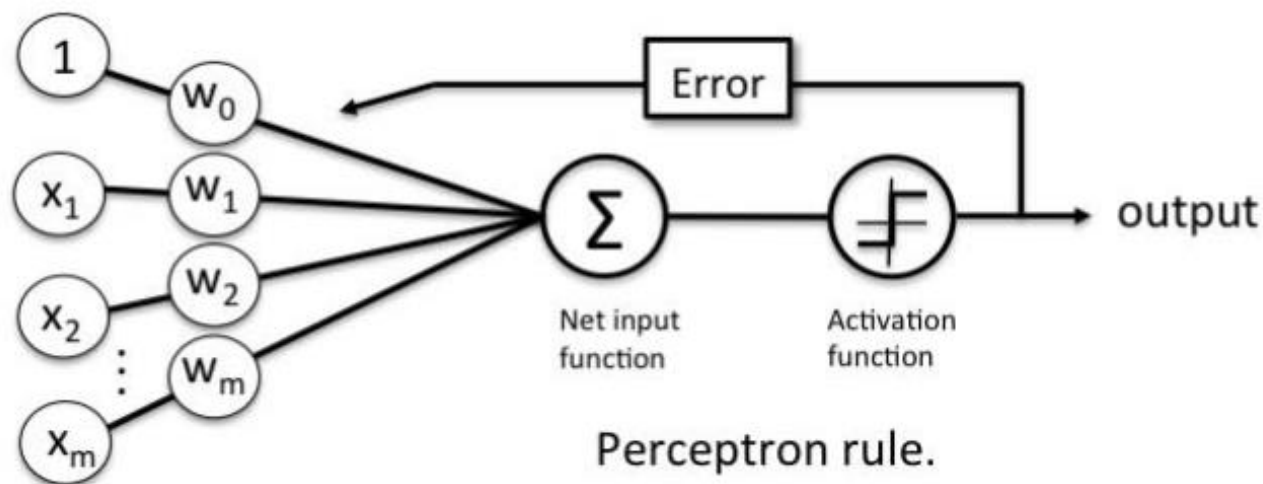 1
w₀
Error
x₁
w₁
Σ
output
x₂
w₂
Net input
function
Activation
function
⋮
wₘ
xₘ
Perceptron rule.